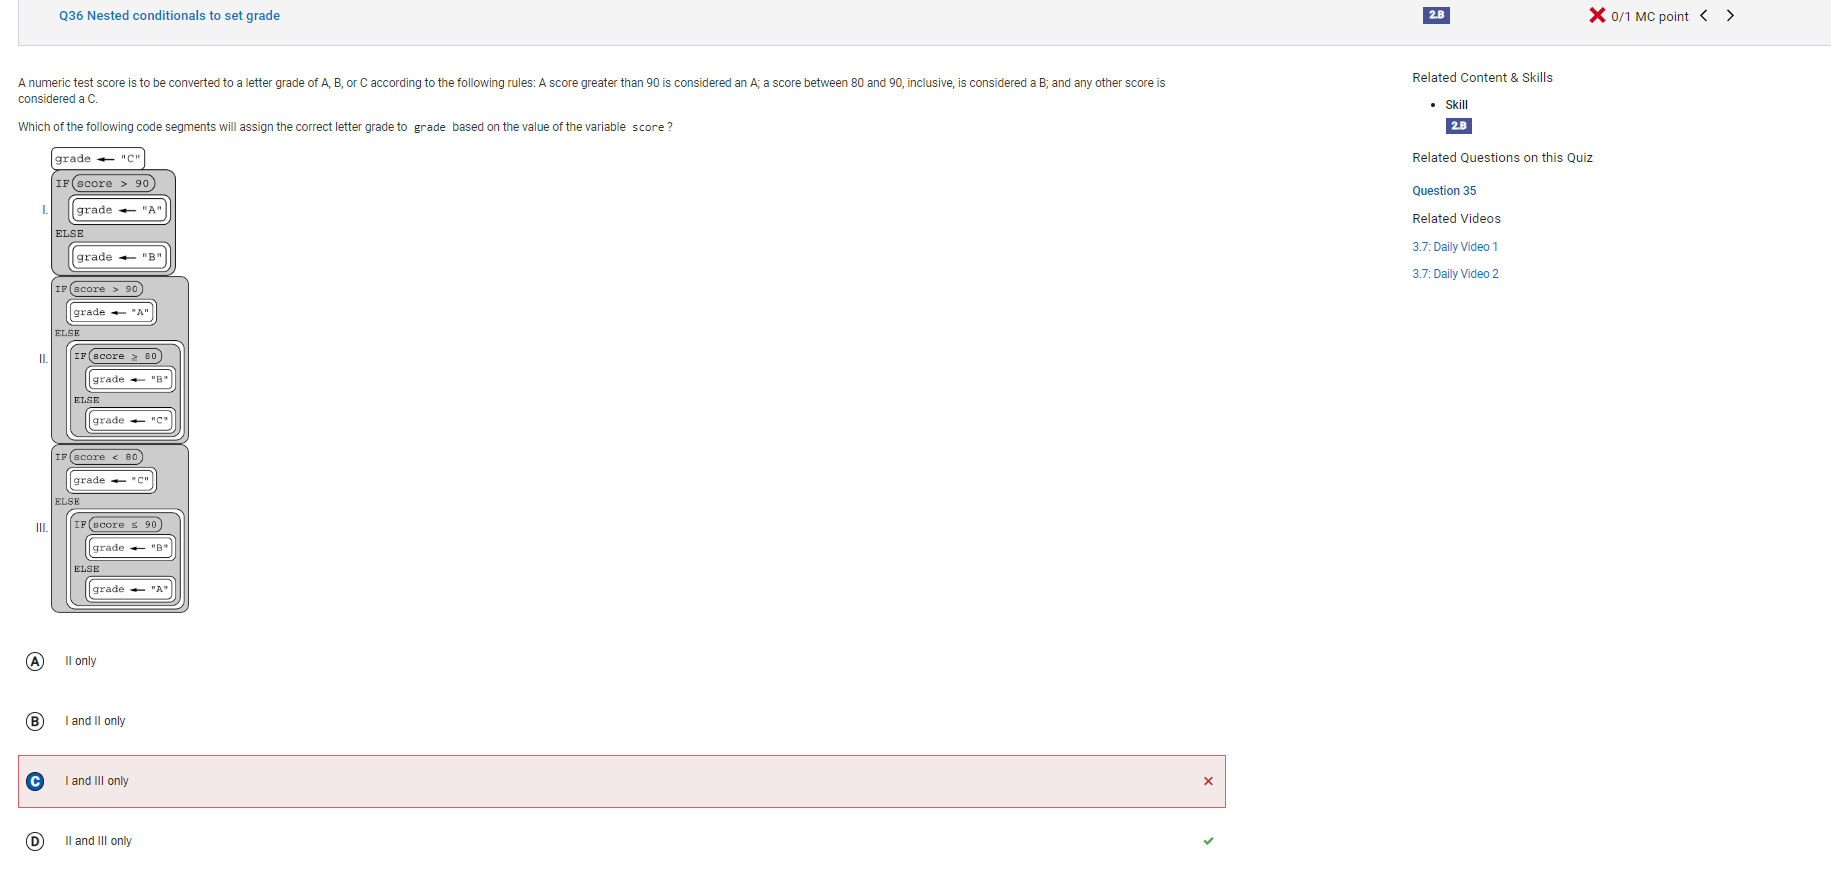 Q36 Nested conditionals to set grade
2.B
0/1 MC point
A numeric test score is to be converted to a letter grade of A, B, or C according to the following rules: A score greater than 90 is considered an A; a score between 80 and 90, inclusive, is considered a B; and any other score is
considered a C.
Which of the following code segments will assign the correct letter grade to grade based on the value of the variable score ?
grade ← "C"
IF score > 90
I. grade ← "A"
ELSE
grade ← "B"
IF score > 90
grade ← "A"
ELSE
II. IF score ≥ 80
grade ← "B"
ELSE
grade ← "C"
IF score < 80
grade ← "C"
ELSE
III. IF score ≤ 90
grade ← "B"
ELSE
grade ← "A"
A II only
B I and II only
C I and III only
D II and III only
Related Content & Skills
• Skill
2.B
Related Questions on this Quiz
Question 35
Related Videos
3.7: Daily Video 1
3.7: Daily Video 2